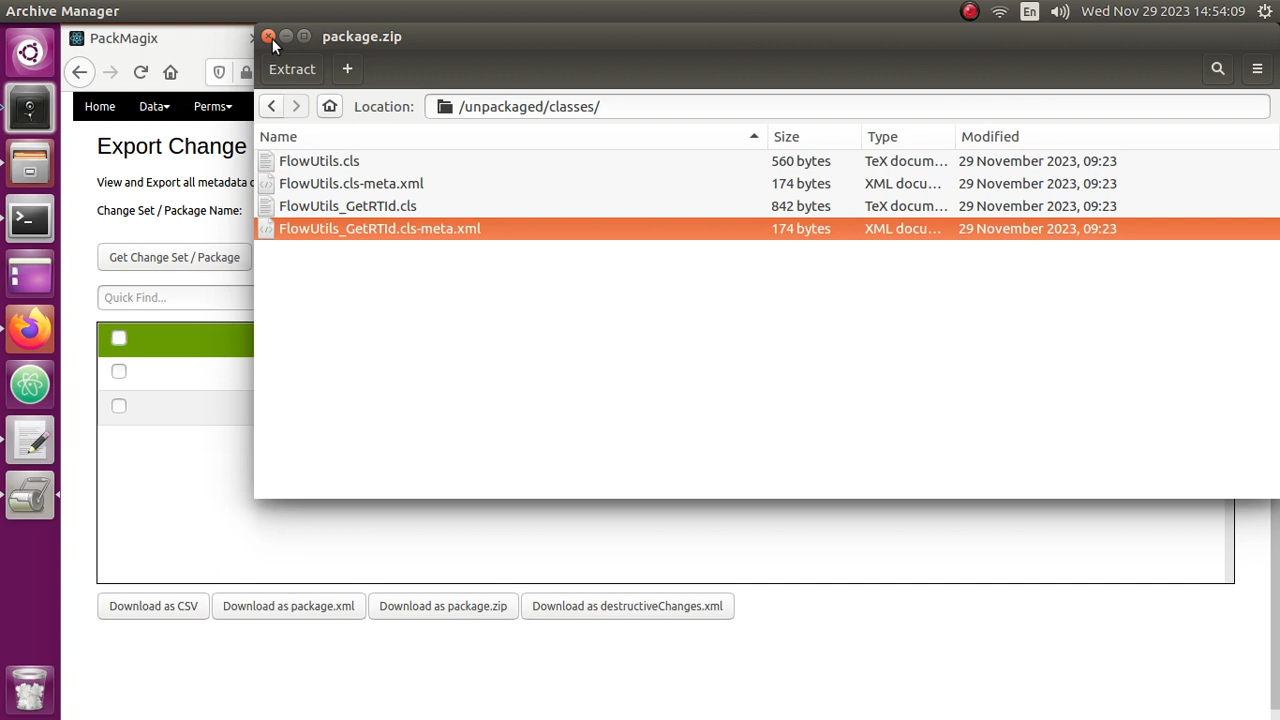 Archive Manager
En
Wed Nov 29 2023 14:54:09
PackMagix
package.zip
Extract
+
Location:
/unpackaged/classes/
Home
Data
Perms
Name
Size
Type
Modified
Export Change
FlowUtils.cls
560 bytes
TeX docum...
29 November 2023, 09:23
View and Export all metadata c
FlowUtils.cls-meta.xml
174 bytes
XML docu...
29 November 2023, 09:23
Change Set / Package Name:
FlowUtils_GetRTId.cls
842 bytes
TeX docum...
29 November 2023, 09:23
FlowUtils_GetRTId.cls-meta.xml
174 bytes
XML docu...
29 November 2023, 09:23
Get Change Set / Package
Quick Find...
Download as CSV
Download as package.xml
Download as package.zip
Download as destructiveChanges.xml